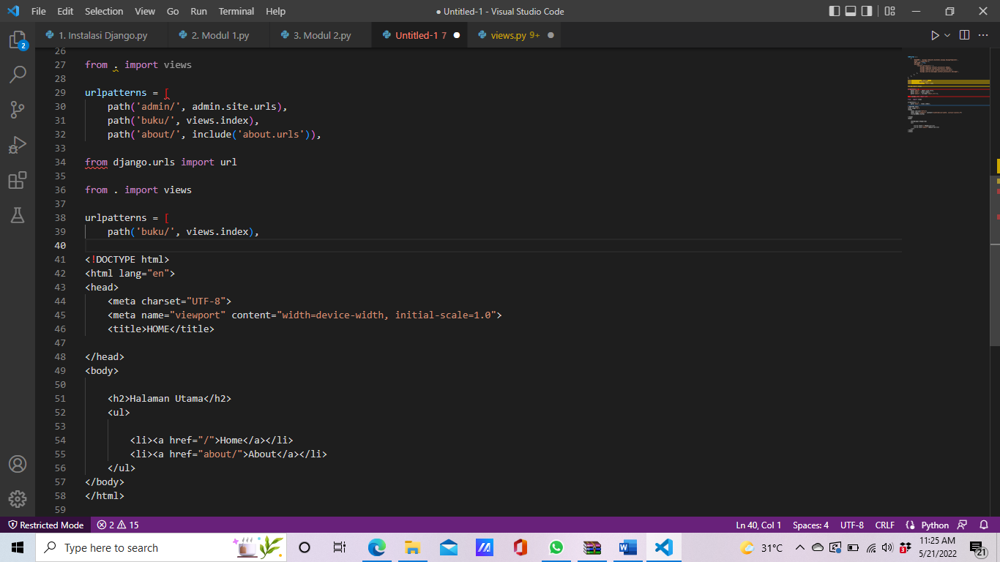 File Edit Selection View Go Run Terminal Help ● Untitled-1 - Visual Studio Code
1. Instalasi Django.py 2. Modul 1.py 3. Modul 2.py Untitled-1 7 views.py 9+
2
26
27 from . import views
28
29 urlpatterns = [
30 path('admin/', admin.site.urls),
31 path('buku/', views.index),
32 path('about/', include('about.urls')),
33
34 from django.urls import url
35
36 from . import views
37
38 urlpatterns = [
39 path('buku/', views.index),
40
41 <!DOCTYPE html>
42 <html lang="en">
43 <head>
44 <meta charset="UTF-8">
45 <meta name="viewport" content="width=device-width, initial-scale=1.0">
46 <title>HOME</title>
47
48 </head>
49 <body>
50
51 <h2>Halaman Utama</h2>
52 <ul>
53
54 <li><a href="/">Home</a></li>
55 <li><a href="about/">About</a></li>
56 </ul>
57 </body>
58 </html>
59
Restricted Mode 2 15 Ln 40, Col 1 Spaces: 4 UTF-8 CRLF Python
Type here to search 31°C 11:25 AM
5/21/2022 21